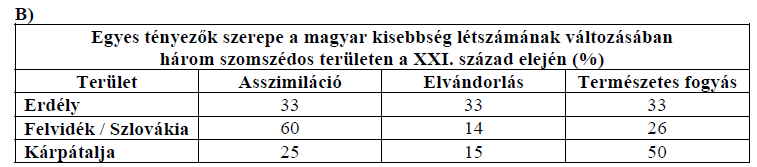 B)
Egyes tényezők szerepe a magyar kisebbség létszámának változásában
három szomszédos területen a XXI. század elején (%)
Terület Asszimiláció Elvándorlás Természetes fogyás
Erdély 33 33 33
Felvidék / Szlovákia 60 14 26
Kárpátalja 25 15 50